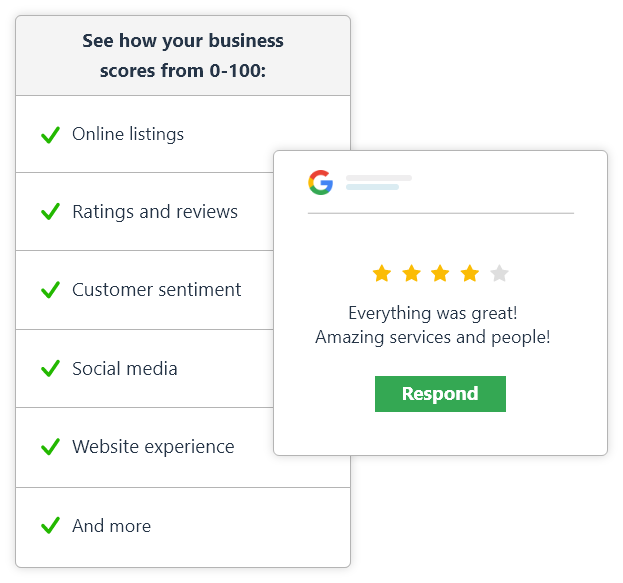 See how your business
scores from 0-100:
Online listings
Ratings and reviews
Customer sentiment
Social media
Website experience
And more
Everything was great!
Amazing services and people!
Respond